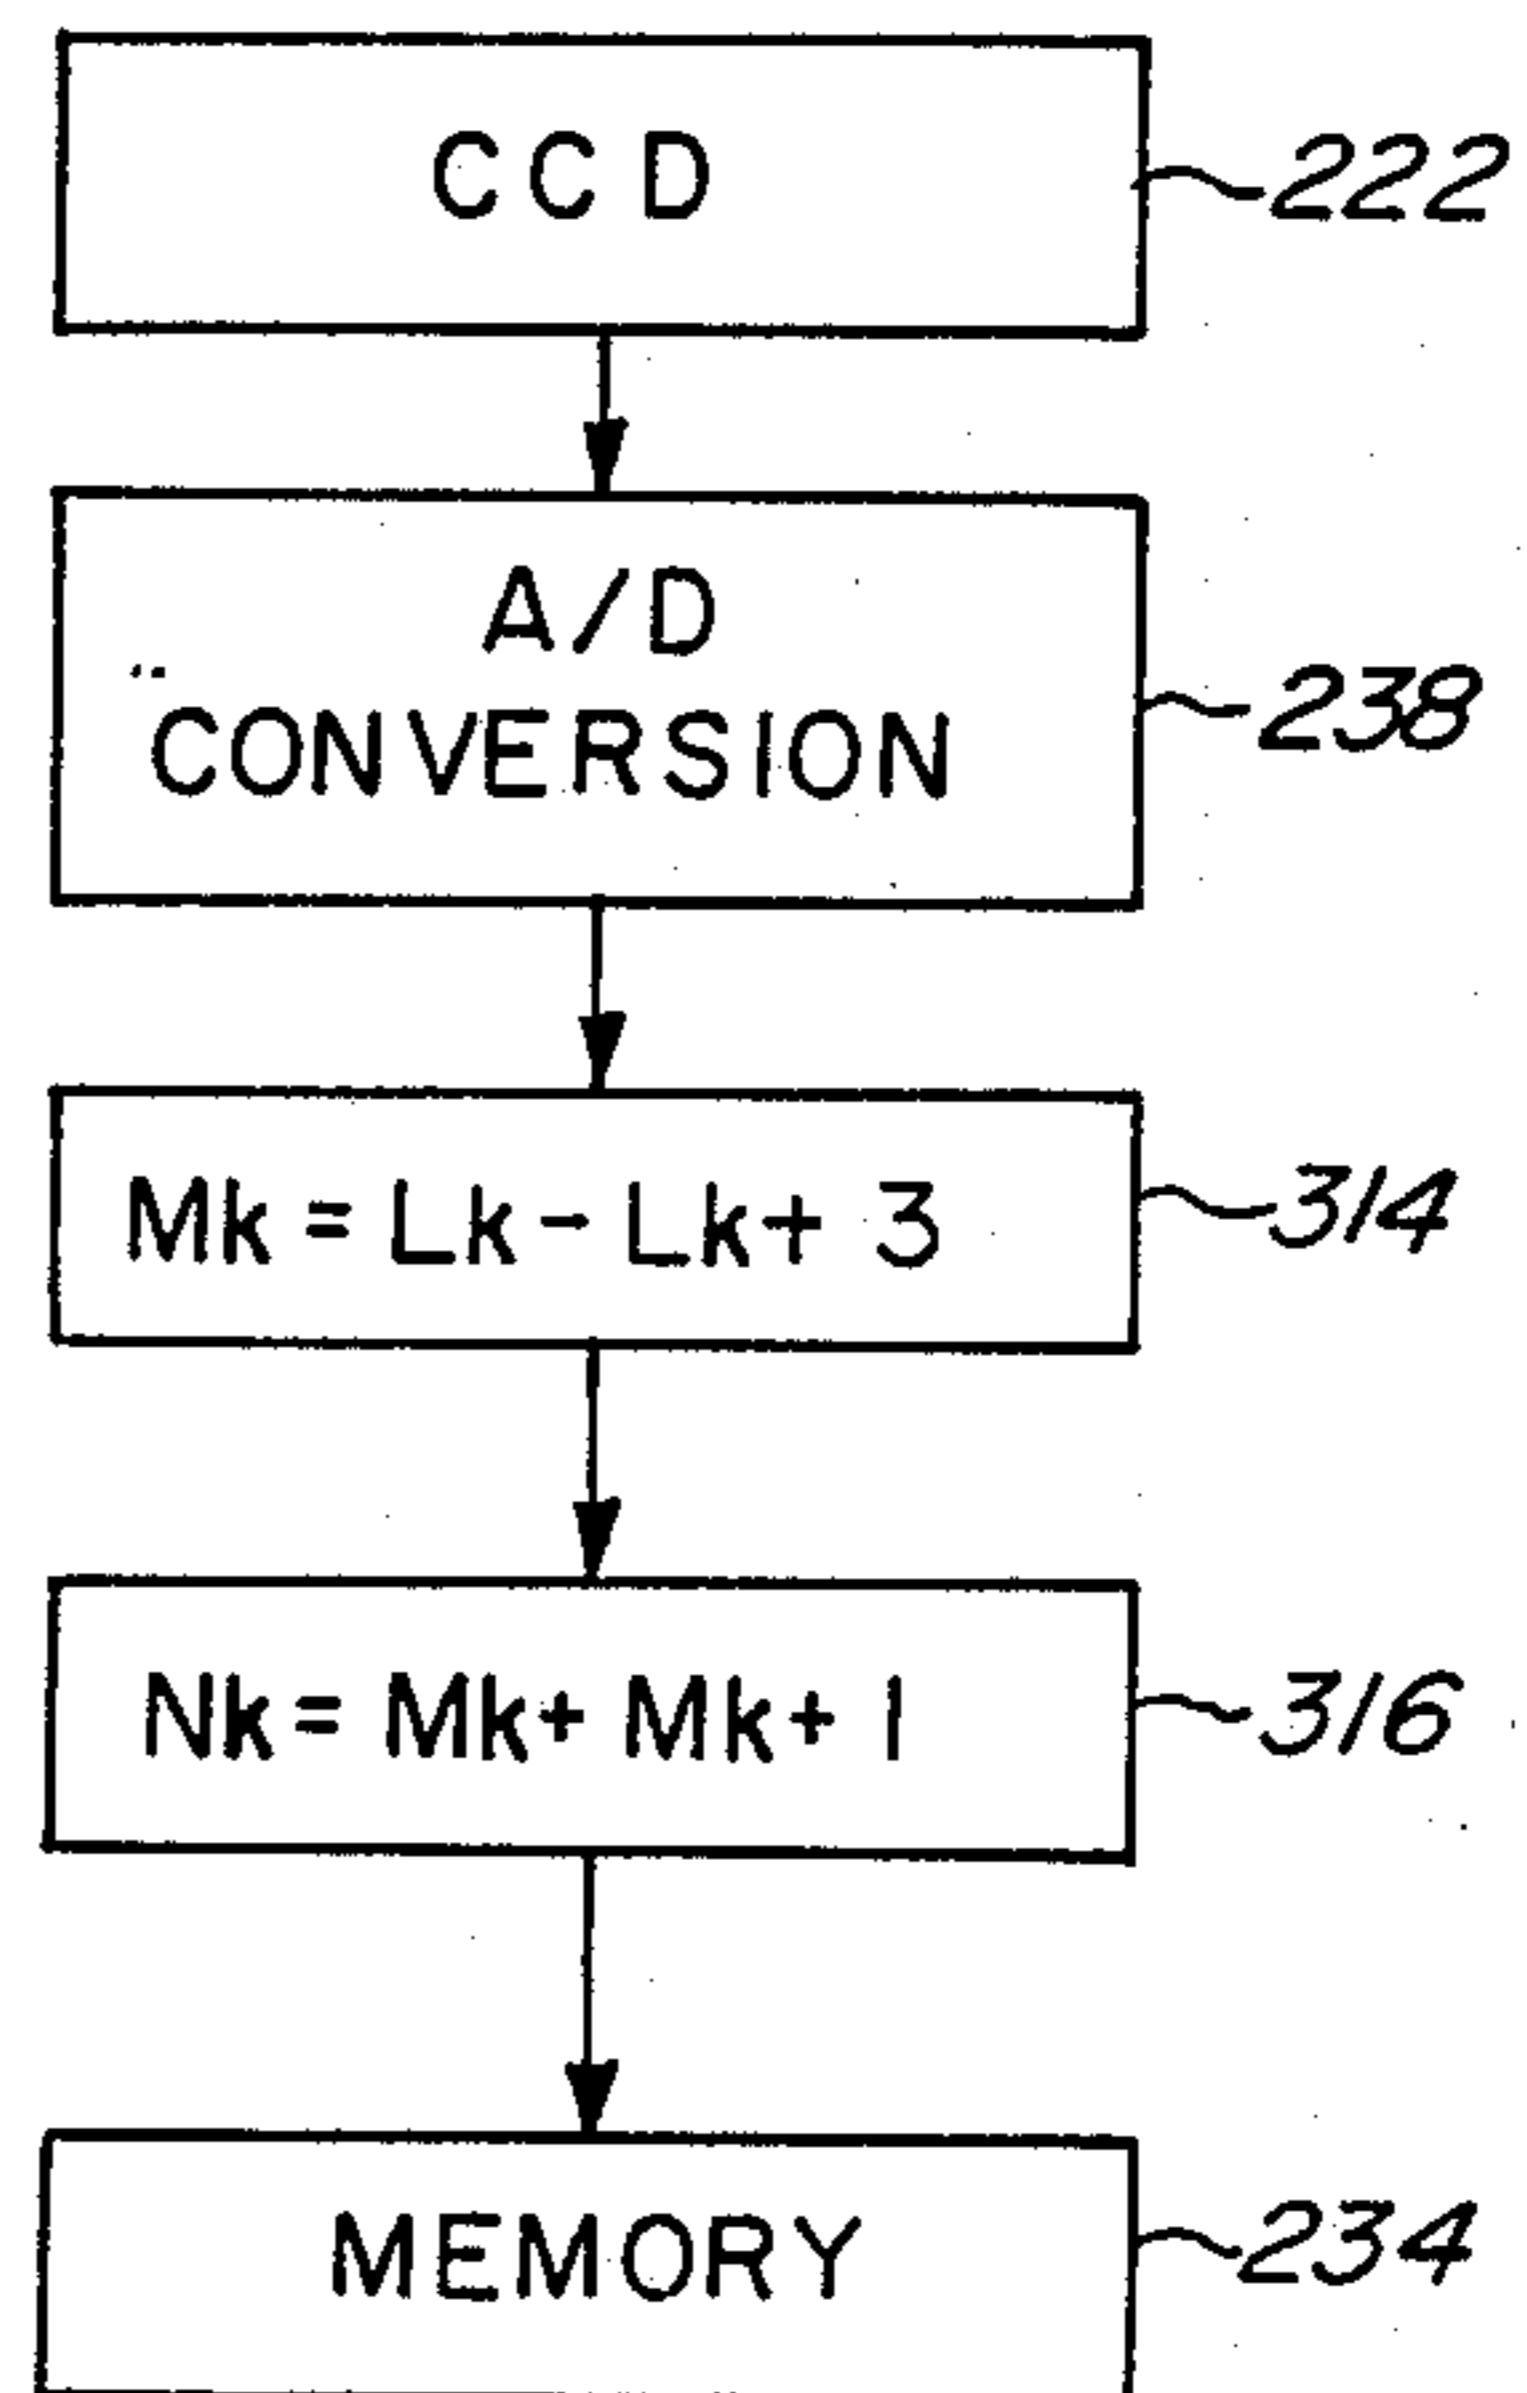 CCD
222
A/D
CONVERSION
238
Mk = Lk - Lk + 3
314
Nk = Mk + Mk + 1
316
MEMORY
234